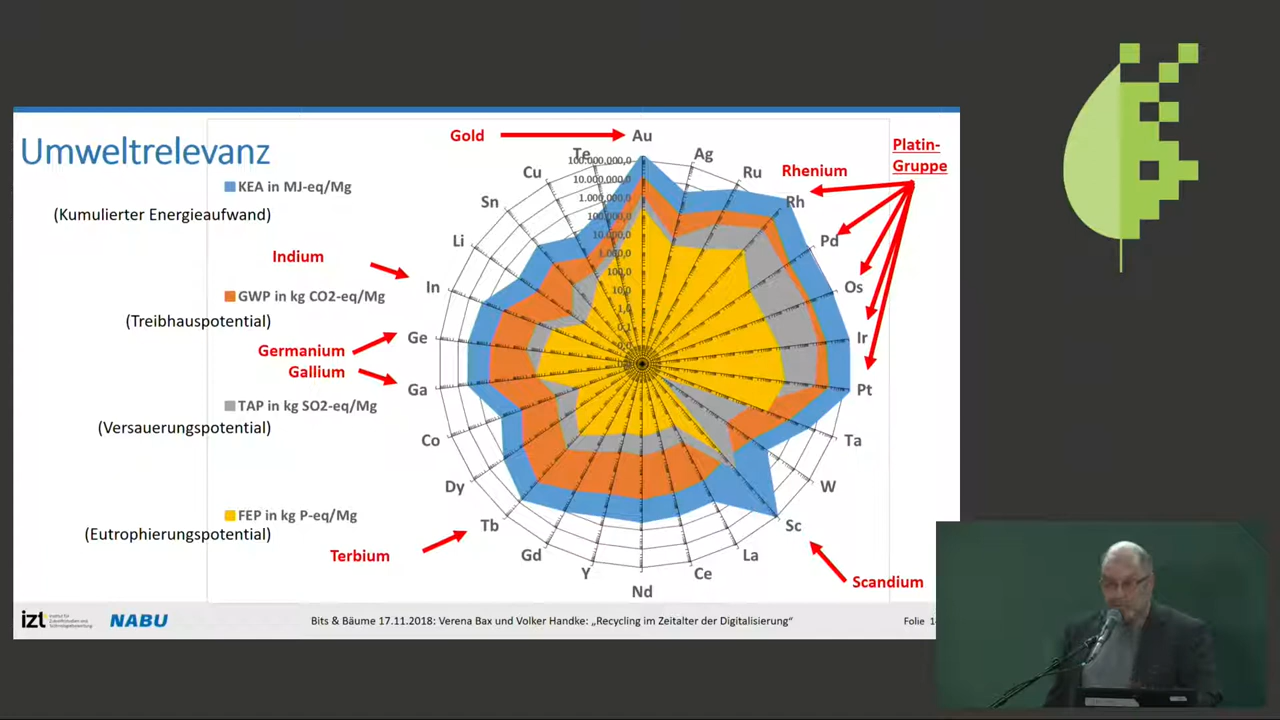 Umweltrelevanz
KEA in MJ-eq/Mg
(Kumulierter Energieaufwand)
Indium
GWP in kg CO2-eq/Mg
(Treibhauspotential)
Germanium
Gallium
TAP in kg SO2-eq/Mg
(Versauerungspotential)
FEP in kg P-eq/Mg
(Eutrophierungspotential)
Terbium
Gold
Rhenium
Platin-
Gruppe
Scandium
Au
Ag
Ru
Rh
Pd
Os
Ir
Pt
Ta
W
Sc
La
Ce
Nd
Y
Gd
Tb
Dy
Co
Ga
Ge
In
Li
Sn
Cu
Te
100.000.000,0
10.000.000,0
1.000.000,0
100.000,0
10.000,0
1.000,0
100,0
10,0
1,0
0,1
0,0
izt
NABU
Bits & Bäume 17.11.2018: Verena Bax und Volker Handke: „Recycling im Zeitalter der Digitalisierung“
Folie